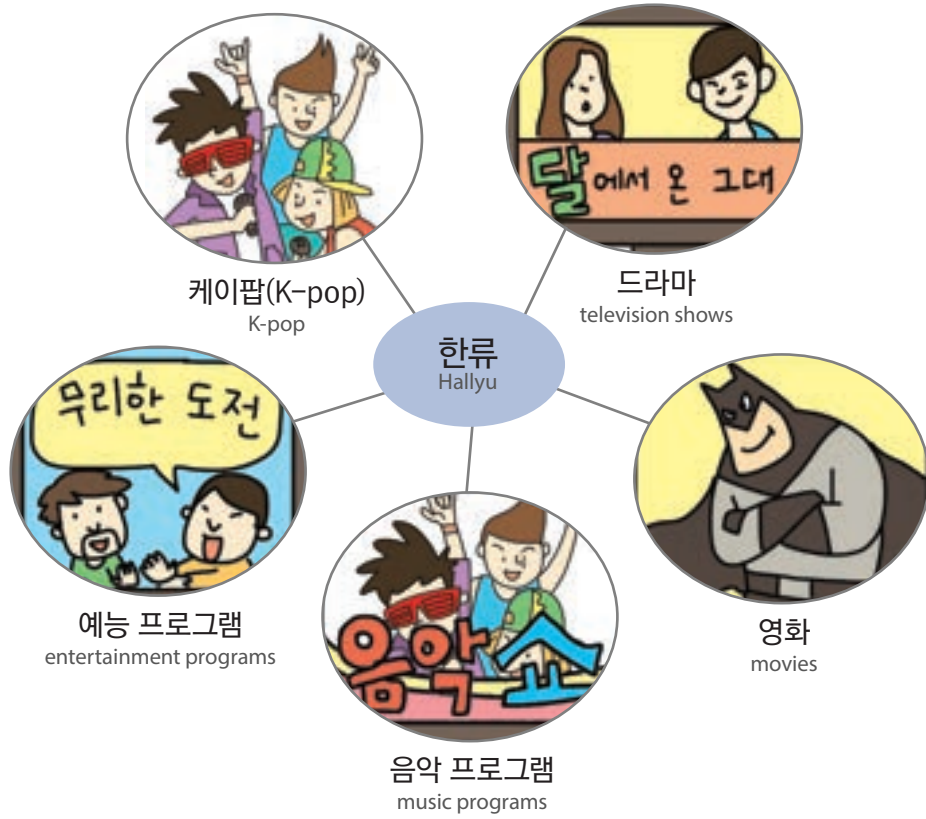 달에서 온 그대
케이팝(K-pop)
K-pop
드라마
television shows
한류
Hallyu
무리한 도전
예능 프로그램
entertainment programs
음악 쇼
음악 프로그램
music programs
영화
movies